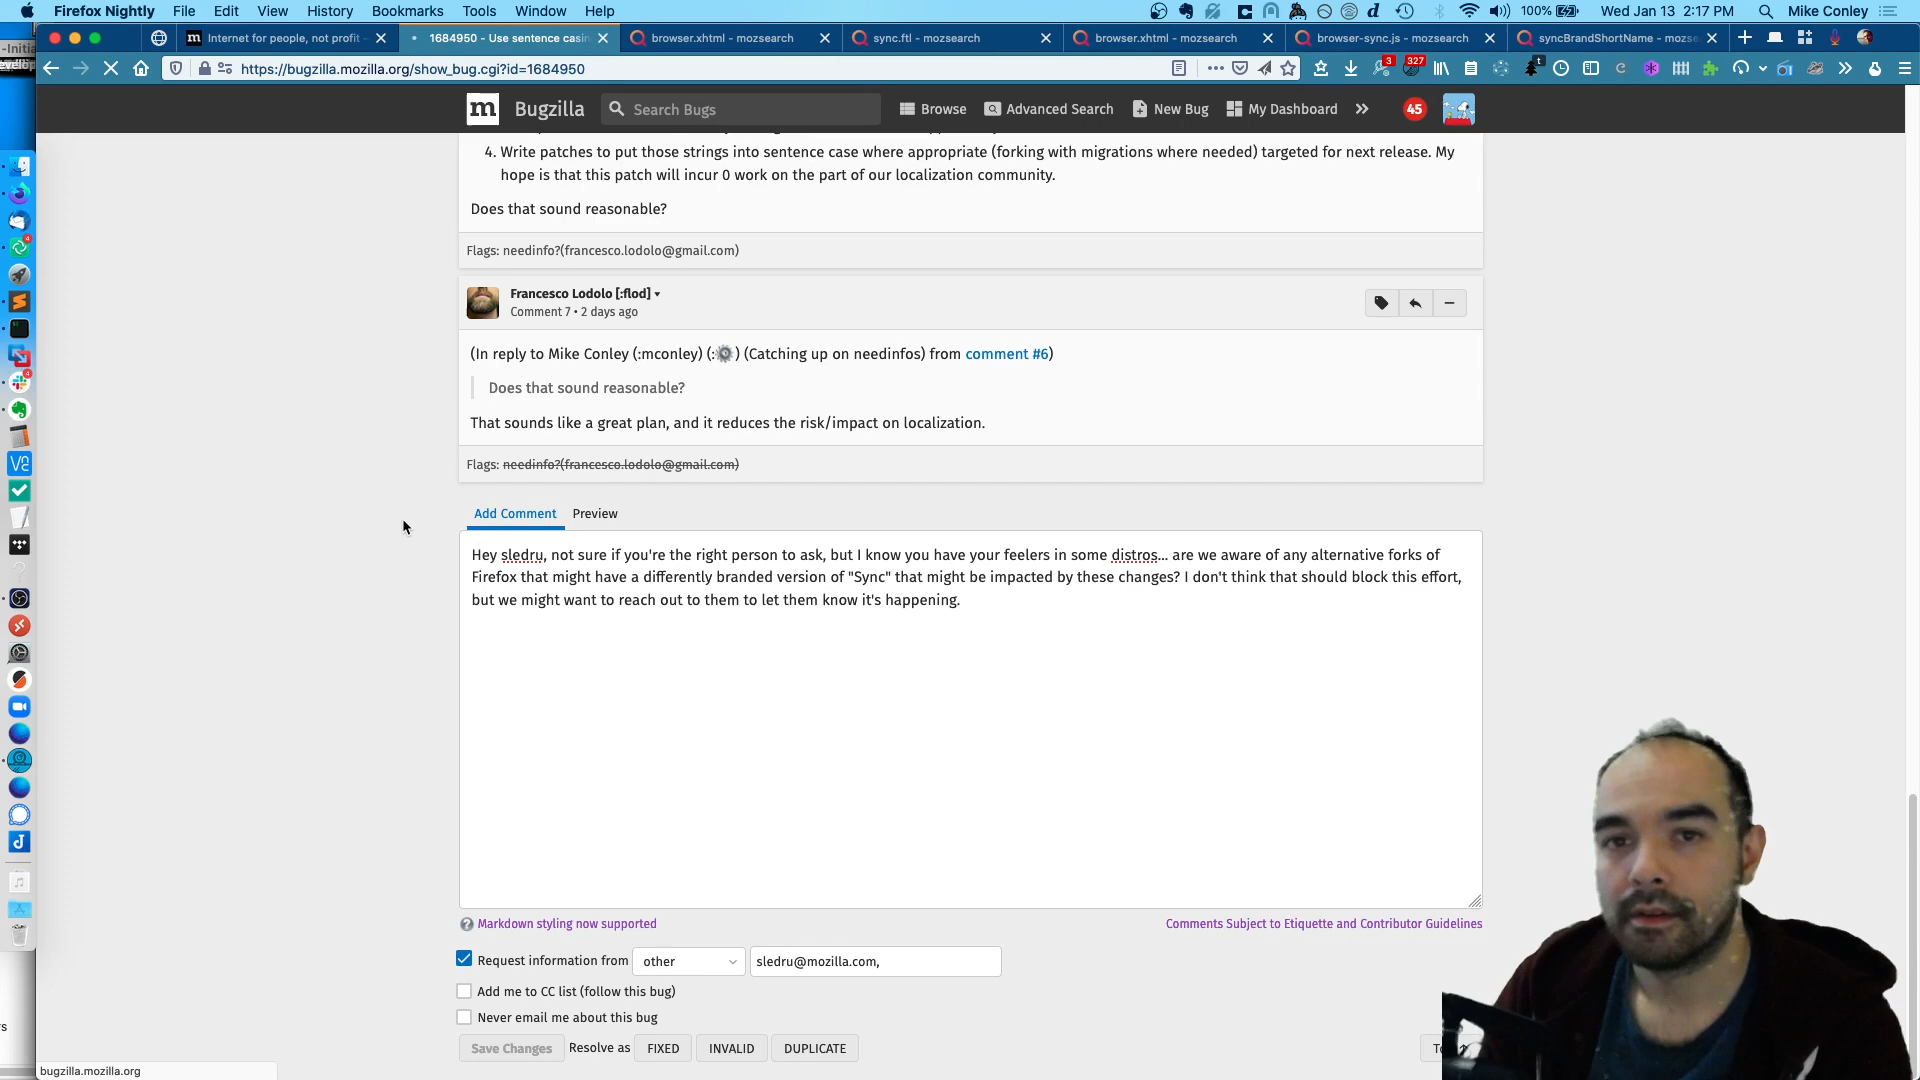 Firefox Nightly File Edit View History Bookmarks Tools Window Help
100% Wed Jan 13 2:17 PM Mike Conley
Internet for people, not profit
1684950 - Use sentence casin
browser.xhtml - mozsearch
sync.ftl - mozsearch
browser.xhtml - mozsearch
browser-sync.js - mozsearch
syncBrandShortName - mozse
https://bugzilla.mozilla.org/show_bug.cgi?id=1684950
3
327
m Bugzilla Search Bugs Browse Advanced Search New Bug My Dashboard 45
4. Write patches to put those strings into sentence case where appropriate (forking with migrations where needed) targeted for next release. My
hope is that this patch will incur 0 work on the part of our localization community.
Does that sound reasonable?
Flags: needinfo?(francesco.lodolo@gmail.com)
Francesco Lodolo [:flod]
Comment 7 • 2 days ago
(In reply to Mike Conley (:mconley) (:⚙️) (Catching up on needinfos) from comment #6)
Does that sound reasonable?
That sounds like a great plan, and it reduces the risk/impact on localization.
Flags: needinfo?(francesco.lodolo@gmail.com)
Add Comment Preview
Hey sledru, not sure if you're the right person to ask, but I know you have your feelers in some distros... are we aware of any alternative forks of
Firefox that might have a differently branded version of "Sync" that might be impacted by these changes? I don't think that should block this effort,
but we might want to reach out to them to let them know it's happening.
Markdown styling now supported
Comments Subject to Etiquette and Contributor Guidelines
Request information from other sledru@mozilla.com,
Add me to CC list (follow this bug)
Never email me about this bug
Save Changes Resolve as FIXED INVALID DUPLICATE
bugzilla.mozilla.org